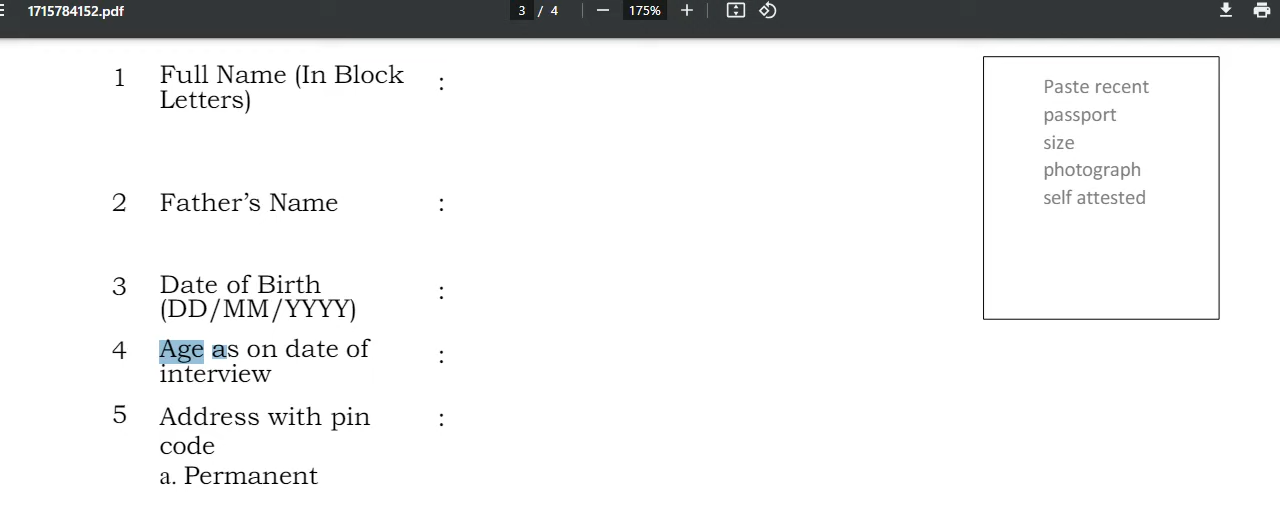 1715784152.pdf
3 / 4
175%
1 Full Name (In Block
Letters)
:
Paste recent
passport
size
photograph
self attested
2 Father’s Name :
3 Date of Birth
(DD/MM/YYYY)
:
4 Age as on date of
interview
:
5 Address with pin :
code
a. Permanent